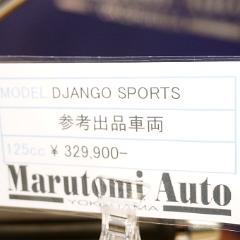 MODEL DJANGO SPORTS
参考出品車両
125cc ¥ 329,900-
Marutomi Auto
YOKOHAMA